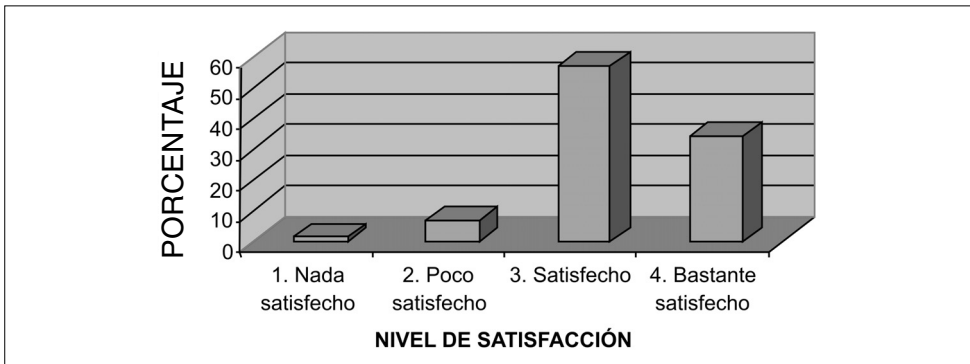 PORCENTAJE
60
50
40
30
20
10
0
1. Nada
satisfecho
2. Poco
satisfecho
3. Satisfecho
4. Bastante
satisfecho
NIVEL DE SATISFACCIÓN